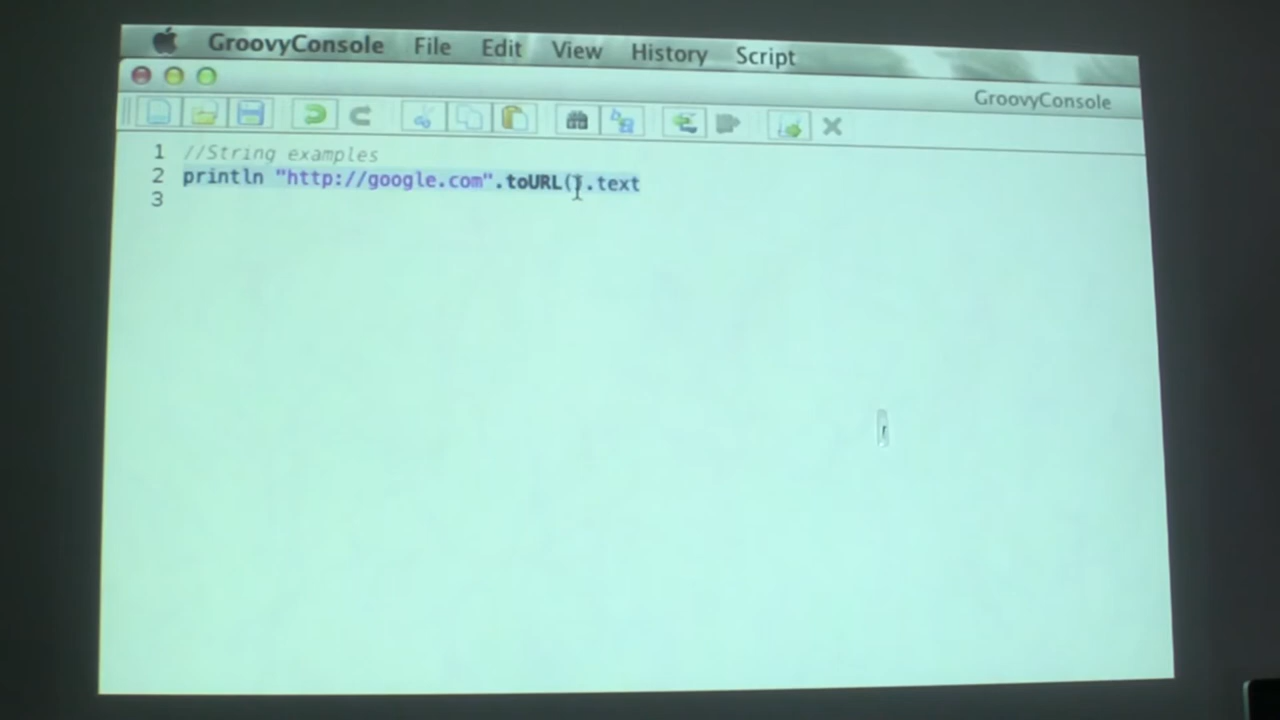 GroovyConsole File Edit View History Script
GroovyConsole
1 //String examples
2 println "http://google.com".toURL().text
3